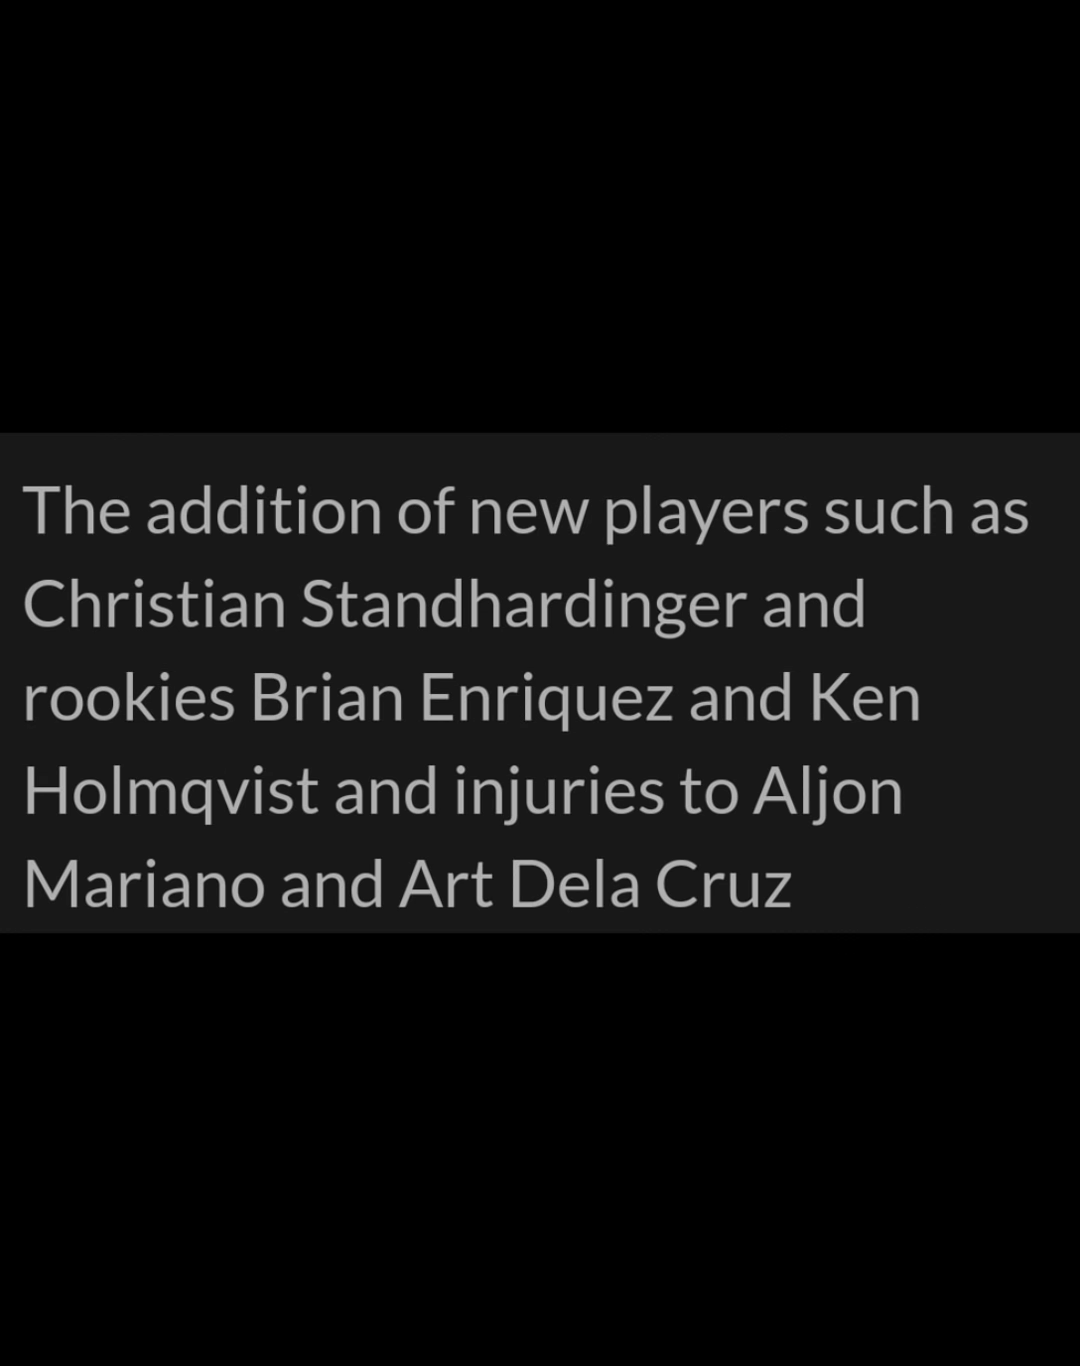 The addition of new players such as
Christian Standhardinger and
rookies Brian Enriquez and Ken
Holmqvist and injuries to Aljon
Mariano and Art Dela Cruz